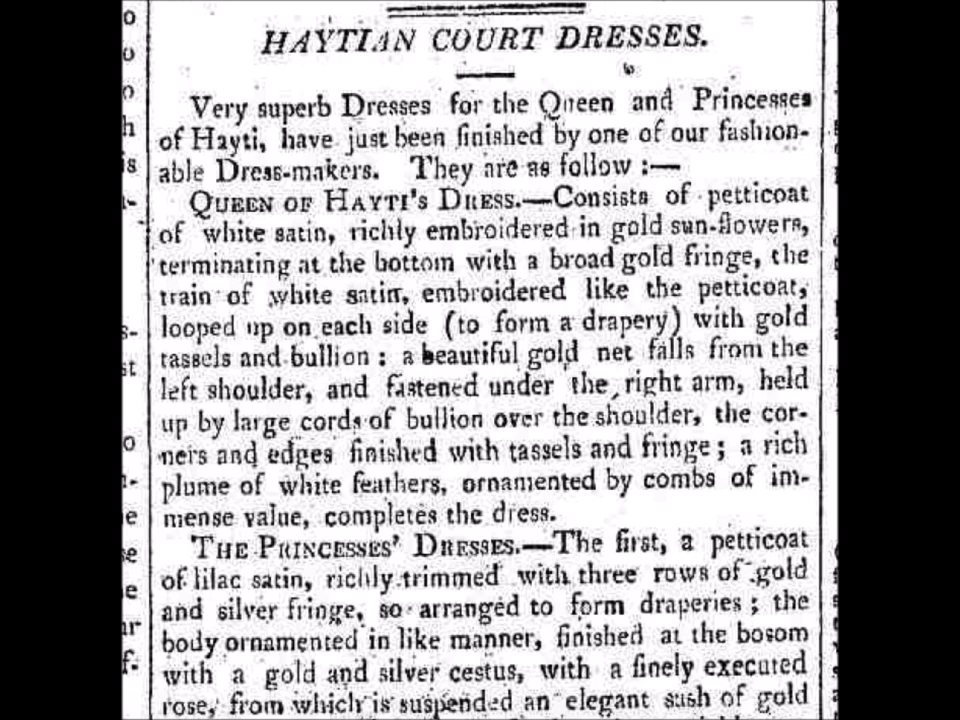 HAYTIAN COURT DRESSES.
Very superb Dresses for the Queen and Princesses
of Hayti, have just been finished by one of our fashion-
able Dress-makers. They are as follow :—
QUEEN OF HAYTI'S DRESS.—Consists of petticoat
of white satin, richly embroidered in gold sun-flowers,
terminating at the bottom with a broad gold fringe, the
train of white satin, embroidered like the petticoat,
looped up on each side (to form a drapery) with gold
tassels and bullion : a beautiful gold net falls from the
left shoulder, and fastened under the right arm, held
up by large cords of bullion over the shoulder, the cor-
ners and edges finished with tassels and fringe ; a rich
plume of white feathers, ornamented by combs of im-
mense value, completes the dress.
THE PRINCESSES' DRESSES.—The first, a petticoat
of lilac satin, richly trimmed with three rows of gold
and silver fringe, so arranged to form draperies ; the
body ornamented in like manner, finished at the bosom
with a gold and silver cestus, with a finely executed
rose, from which is suspended an elegant sash of gold